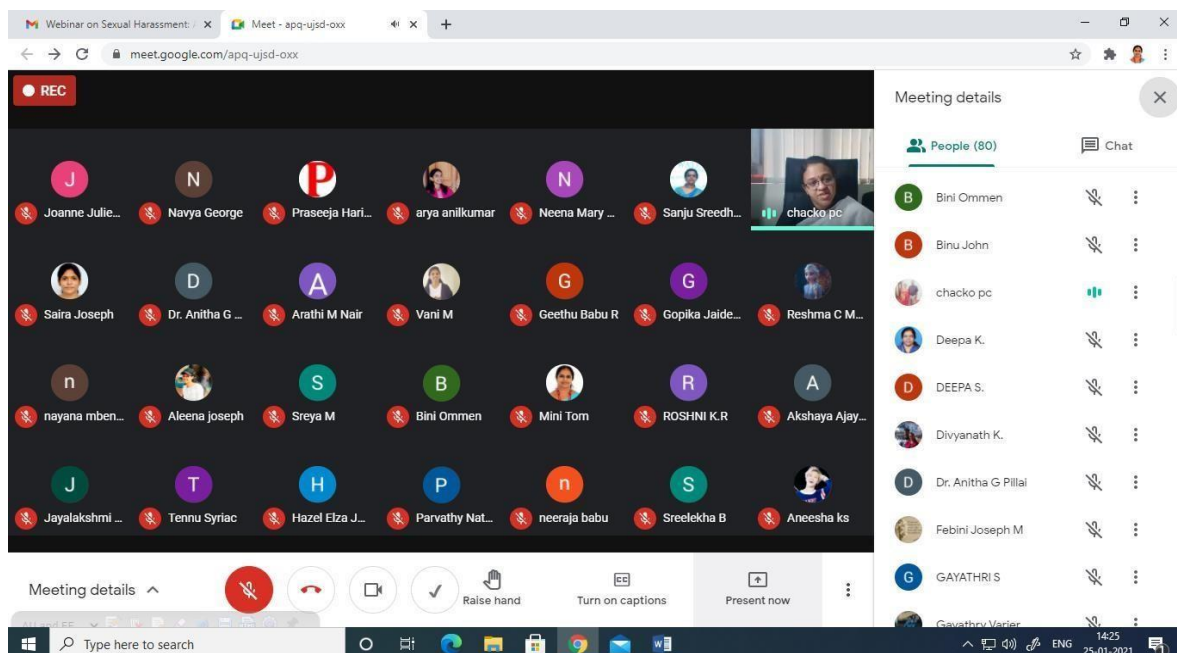 Webinar on Sexual Harassment:
Meet - apq-ujsd-oxx
meet.google.com/apq-ujsd-oxx
REC
J N P N
Joanne Julie... Navya George Praseeja Hari... arya anilkumar Neena Mary ... Sanju Sreedh... chacko pc
D A G G
Saira Joseph Dr. Anitha G ... Arathi M Nair Vani M Geethu Babu R Gopika Jaide... Reshma C M...
n S B R A
nayana mben... Aleena joseph Sreya M Bini Ommen Mini Tom ROSHNI K.R Akshaya Ajay...
J T H P n S
Jayalakshmi ... Tennu Syriac Hazel Elza J... Parvathy Nat... neeraja babu Sreelekha B Aneesha ks
Meeting details
People (80) Chat
B Bini Ommen
B Binu John
chacko pc
Deepa K.
D DEEPA S.
Divyanath K.
D Dr. Anitha G Pillai
Febini Joseph M
G GAYATHRI S
Gayathry Varier
Meeting details
Raise hand
CC
Turn on captions
Present now
Type here to search
ENG
14:25
25-01-2021